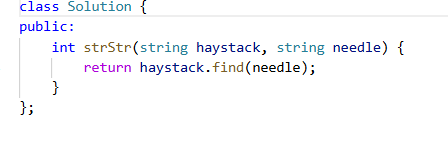 class Solution {
public:
    int strStr(string haystack, string needle) {
        return haystack.find(needle);
    }
};